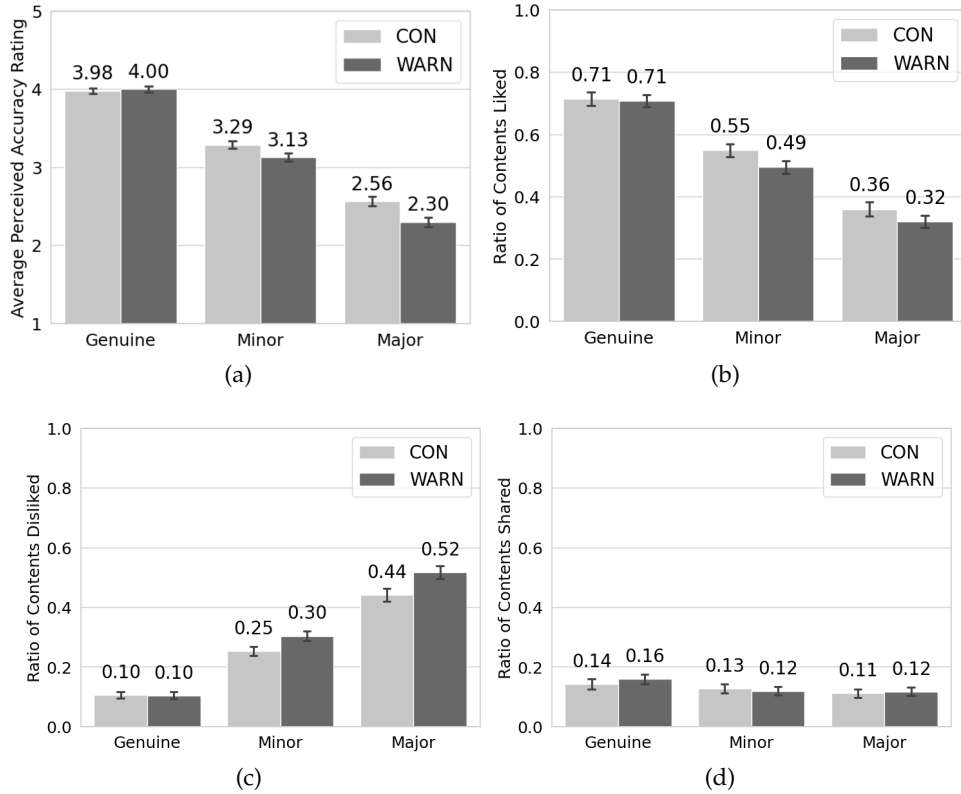 Average Perceived Accuracy Rating
5
4
3
2
1
CON
WARN
3.98 4.00
3.29 3.13
2.56 2.30
Genuine Minor Major
(a)
Ratio of Contents Liked
1.0
0.8
0.6
0.4
0.2
0.0
CON
WARN
0.71 0.71
0.55 0.49
0.36 0.32
Genuine Minor Major
(b)
Ratio of Contents Disliked
1.0
0.8
0.6
0.4
0.2
0.0
CON
WARN
0.10 0.10
0.25 0.30
0.44 0.52
Genuine Minor Major
(c)
Ratio of Contents Shared
1.0
0.8
0.6
0.4
0.2
0.0
CON
WARN
0.14 0.16
0.13 0.12
0.11 0.12
Genuine Minor Major
(d)